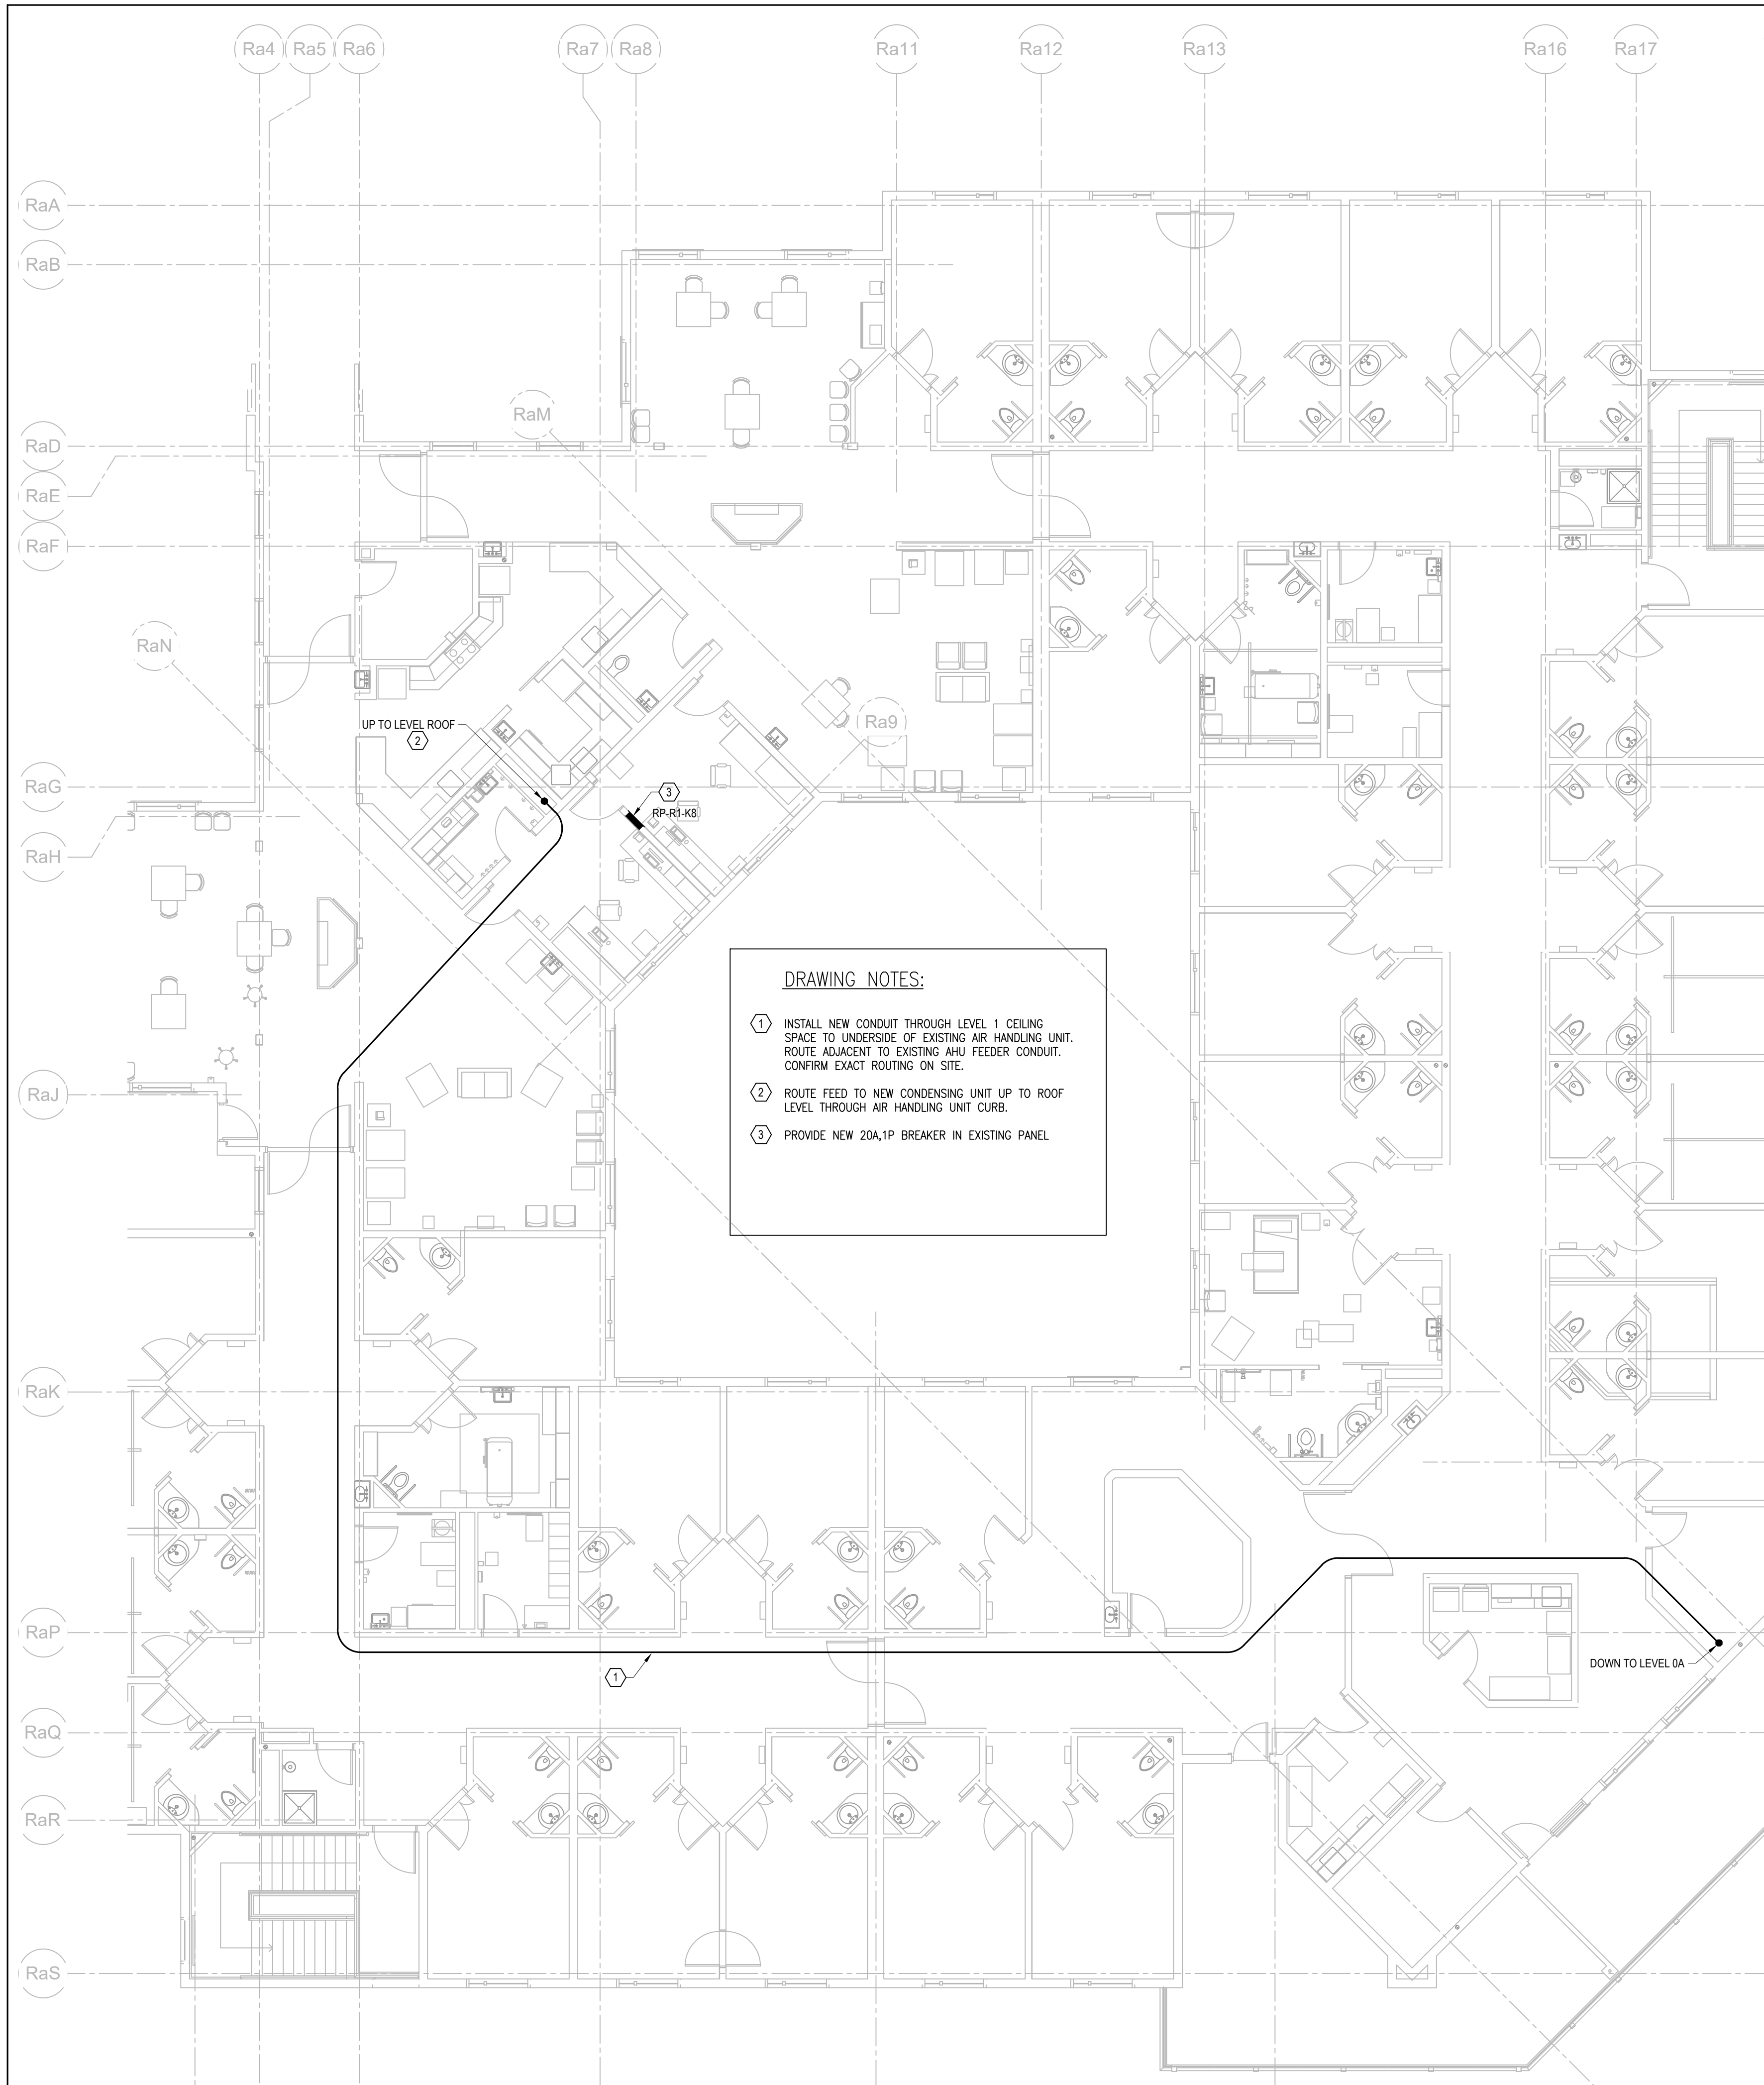 Ra4 Ra5 Ra6 Ra7 Ra8 Ra11 Ra12 Ra13 Ra16 Ra17
RaA
RaB
RaM
RaD
RaE
RaF
RaN
Ra9
UP TO LEVEL ROOF
2
RaG
3
RP-R1-K8
RaH
DRAWING NOTES:
1 INSTALL NEW CONDUIT THROUGH LEVEL 1 CEILING
SPACE TO UNDERSIDE OF EXISTING AIR HANDLING UNIT.
ROUTE ADJACENT TO EXISTING AHU FEEDER CONDUIT.
CONFIRM EXACT ROUTING ON SITE.
2 ROUTE FEED TO NEW CONDENSING UNIT UP TO ROOF
LEVEL THROUGH AIR HANDLING UNIT CURB.
3 PROVIDE NEW 20A,1P BREAKER IN EXISTING PANEL
RaJ
RaK
RaP
1
DOWN TO LEVEL 0A
RaQ
RaR
RaS